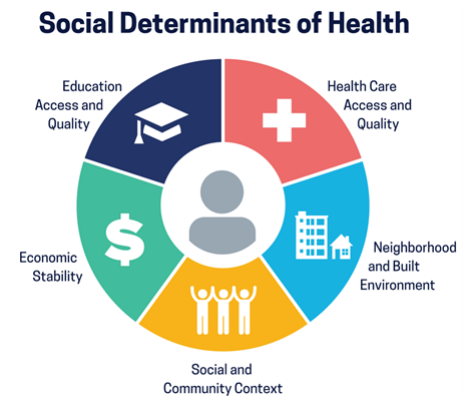 Social Determinants of Health
Education
Access and
Quality
Health Care
Access and
Quality
Economic
Stability
$
Neighborhood
and Built
Environment
Social and
Community Context